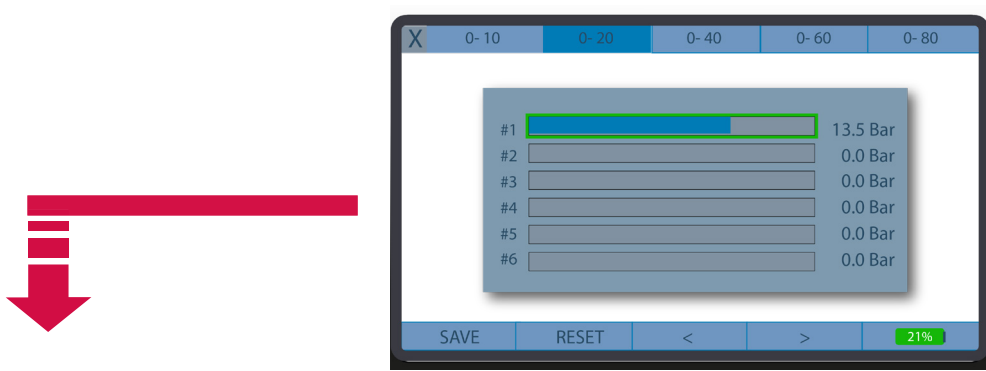 X 0- 10 0- 20 0- 40 0- 60 0- 80
#1 13.5 Bar
#2 0.0 Bar
#3 0.0 Bar
#4 0.0 Bar
#5 0.0 Bar
#6 0.0 Bar
SAVE RESET < > 21%